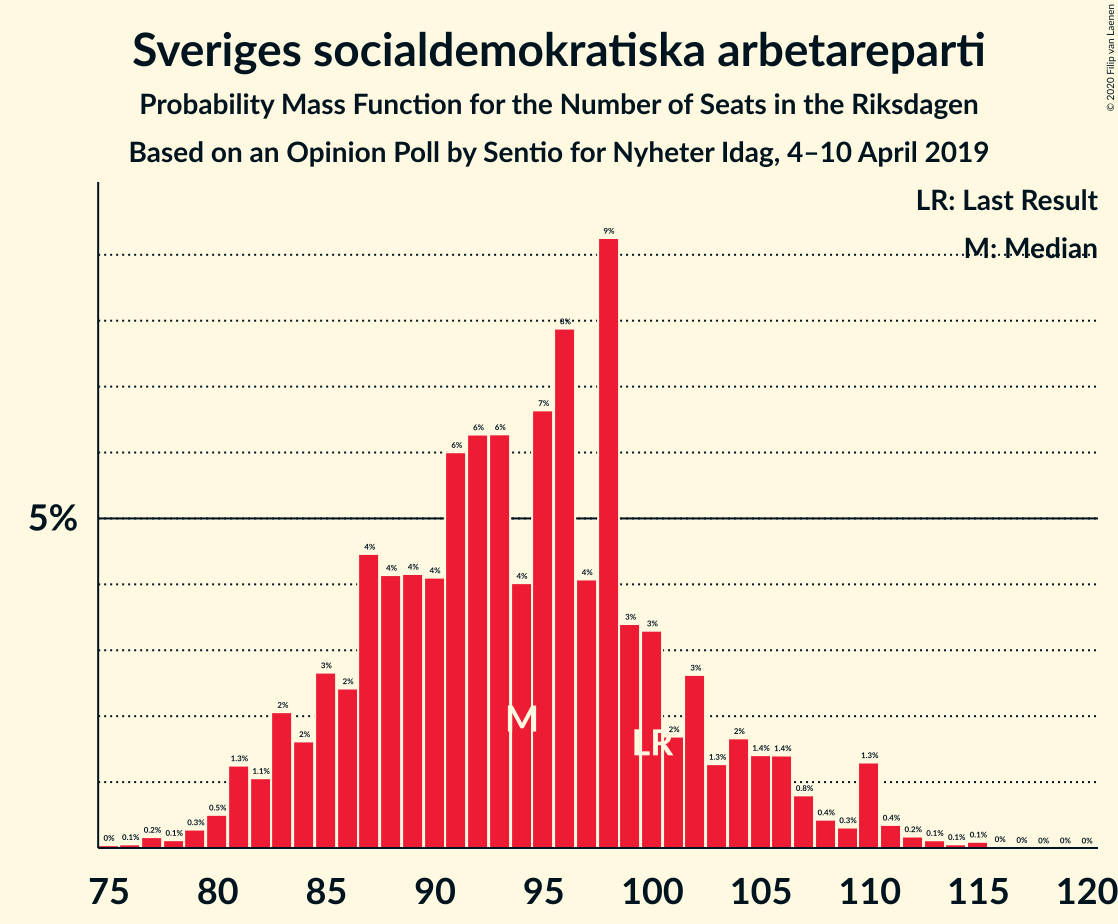 Sveriges socialdemokratiska arbetareparti
Probability Mass Function for the Number of Seats in the Riksdagen
Based on an Opinion Poll by Sentio for Nyheter Idag, 4–10 April 2019
© 2020 Filip van Laenen
LR: Last Result
M: Median
9%
8%
7%
6% 6% 6%
5%
4% 4% 4% 4% 4% 4%
3% 3%
3% 2% 3%
2% 2% 2% 2%
M LR
1.3% 1.1% 1.3% 1.4% 1.4% 1.3%
0% 0.1% 0.2% 0.1% 0.3% 0.5% 0.8% 0.4% 0.3% 0.4% 0.2% 0.1% 0.1% 0.1% 0% 0% 0% 0% 0%
75 80 85 90 95 100 105 110 115 120